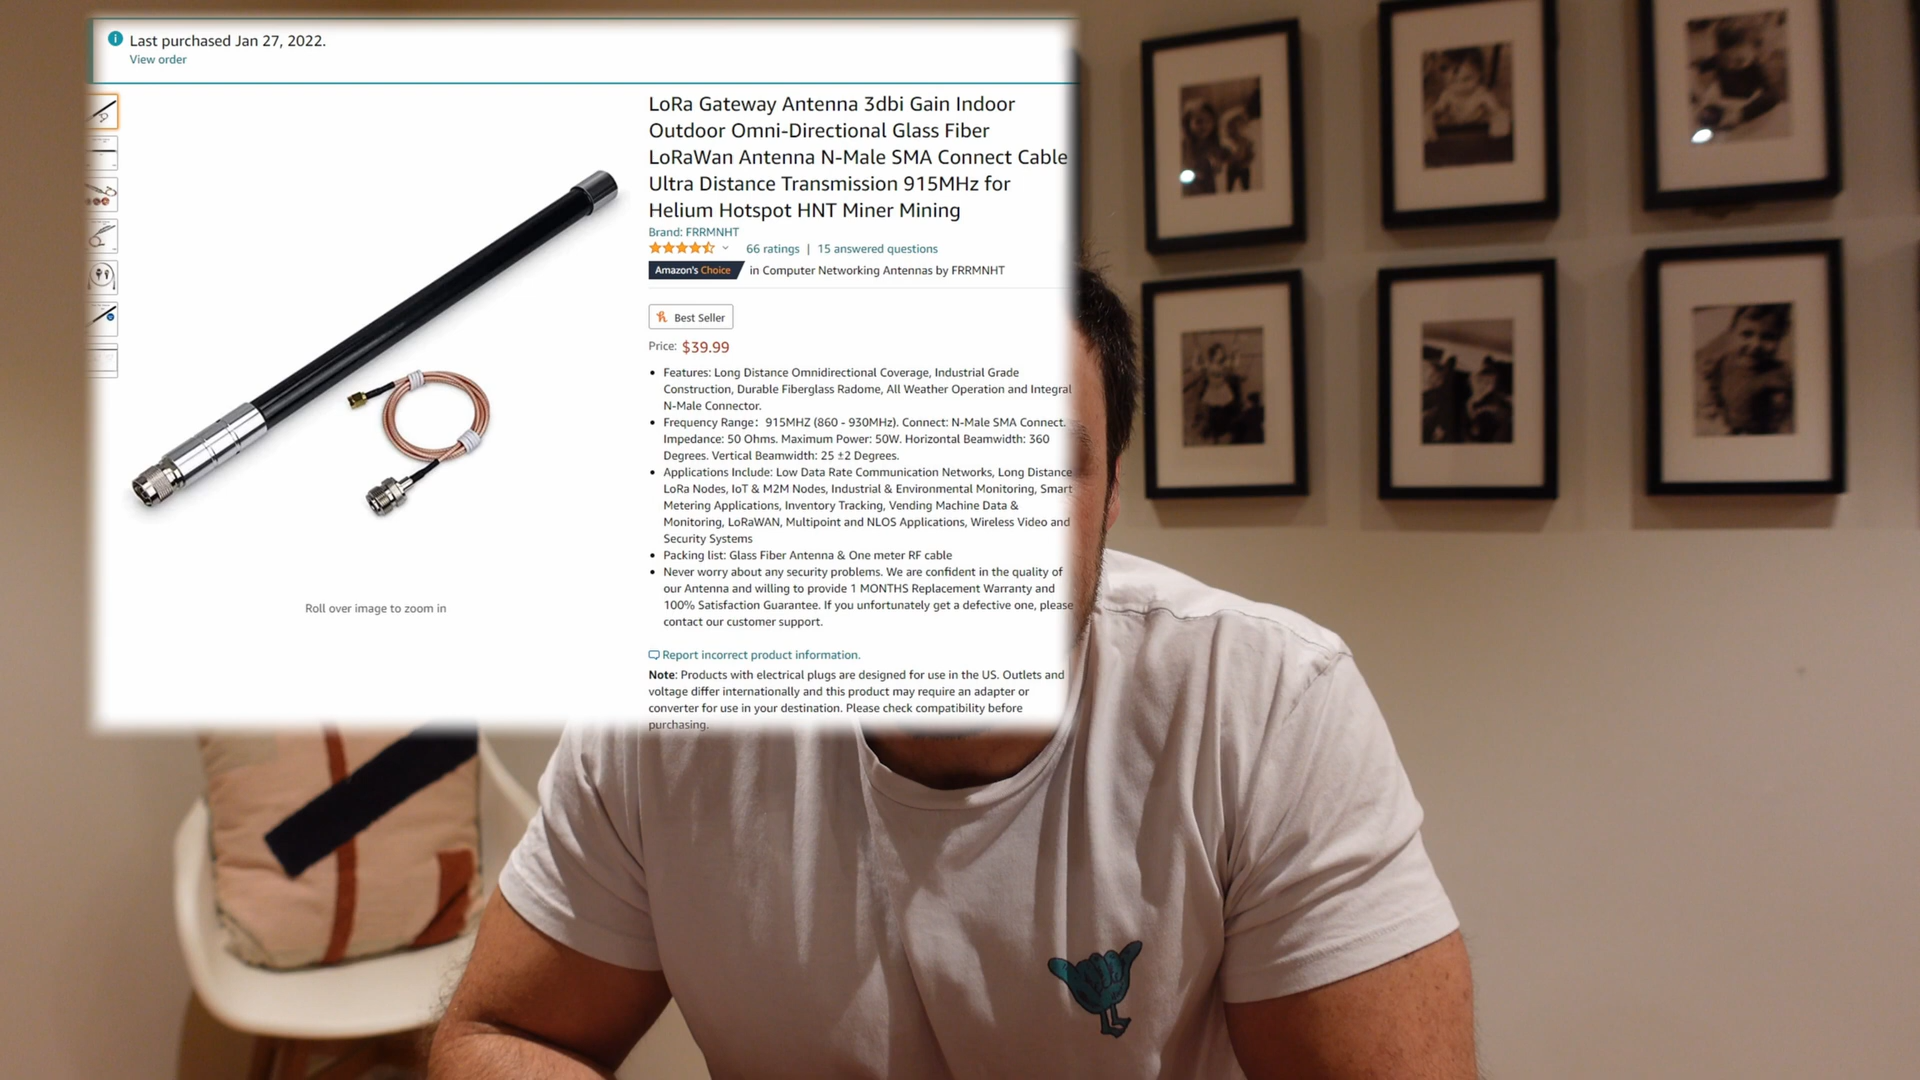 Last purchased Jan 27, 2022.
View order
LoRa Gateway Antenna 3dbi Gain Indoor
Outdoor Omni-Directional Glass Fiber
LoRaWan Antenna N-Male SMA Connect Cable
Ultra Distance Transmission 915MHz for
Helium Hotspot HNT Miner Mining
Brand: FRRMNHT
66 ratings | 15 answered questions
Amazon's Choice in Computer Networking Antennas by FRRMNHT
Best Seller
Price: $39.99
• Features: Long Distance Omnidirectional Coverage, Industrial Grade
Construction, Durable Fiberglass Radome, All Weather Operation and Integral
N-Male Connector.
• Frequency Range：915MHZ (860 - 930MHz). Connect: N-Male SMA Connect.
Impedance: 50 Ohms. Maximum Power: 50W. Horizontal Beamwidth: 360
Degrees. Vertical Beamwidth: 25 ±2 Degrees.
• Applications Include: Low Data Rate Communication Networks, Long Distance
LoRa Nodes, IoT & M2M Nodes, Industrial & Environmental Monitoring, Smart
Metering Applications, Inventory Tracking, Vending Machine Data &
Monitoring, LoRaWAN, Multipoint and NLOS Applications, Wireless Video and
Security Systems
• Packing list: Glass Fiber Antenna & One meter RF cable
• Never worry about any security problems. We are confident in the quality of
our Antenna and willing to provide 1 MONTHS Replacement Warranty and
100% Satisfaction Guarantee. If you unfortunately get a defective one, please
contact our customer support.
Roll over image to zoom in
Report incorrect product information.
Note: Products with electrical plugs are designed for use in the US. Outlets and
voltage differ internationally and this product may require an adapter or
converter for use in your destination. Please check compatibility before
purchasing.